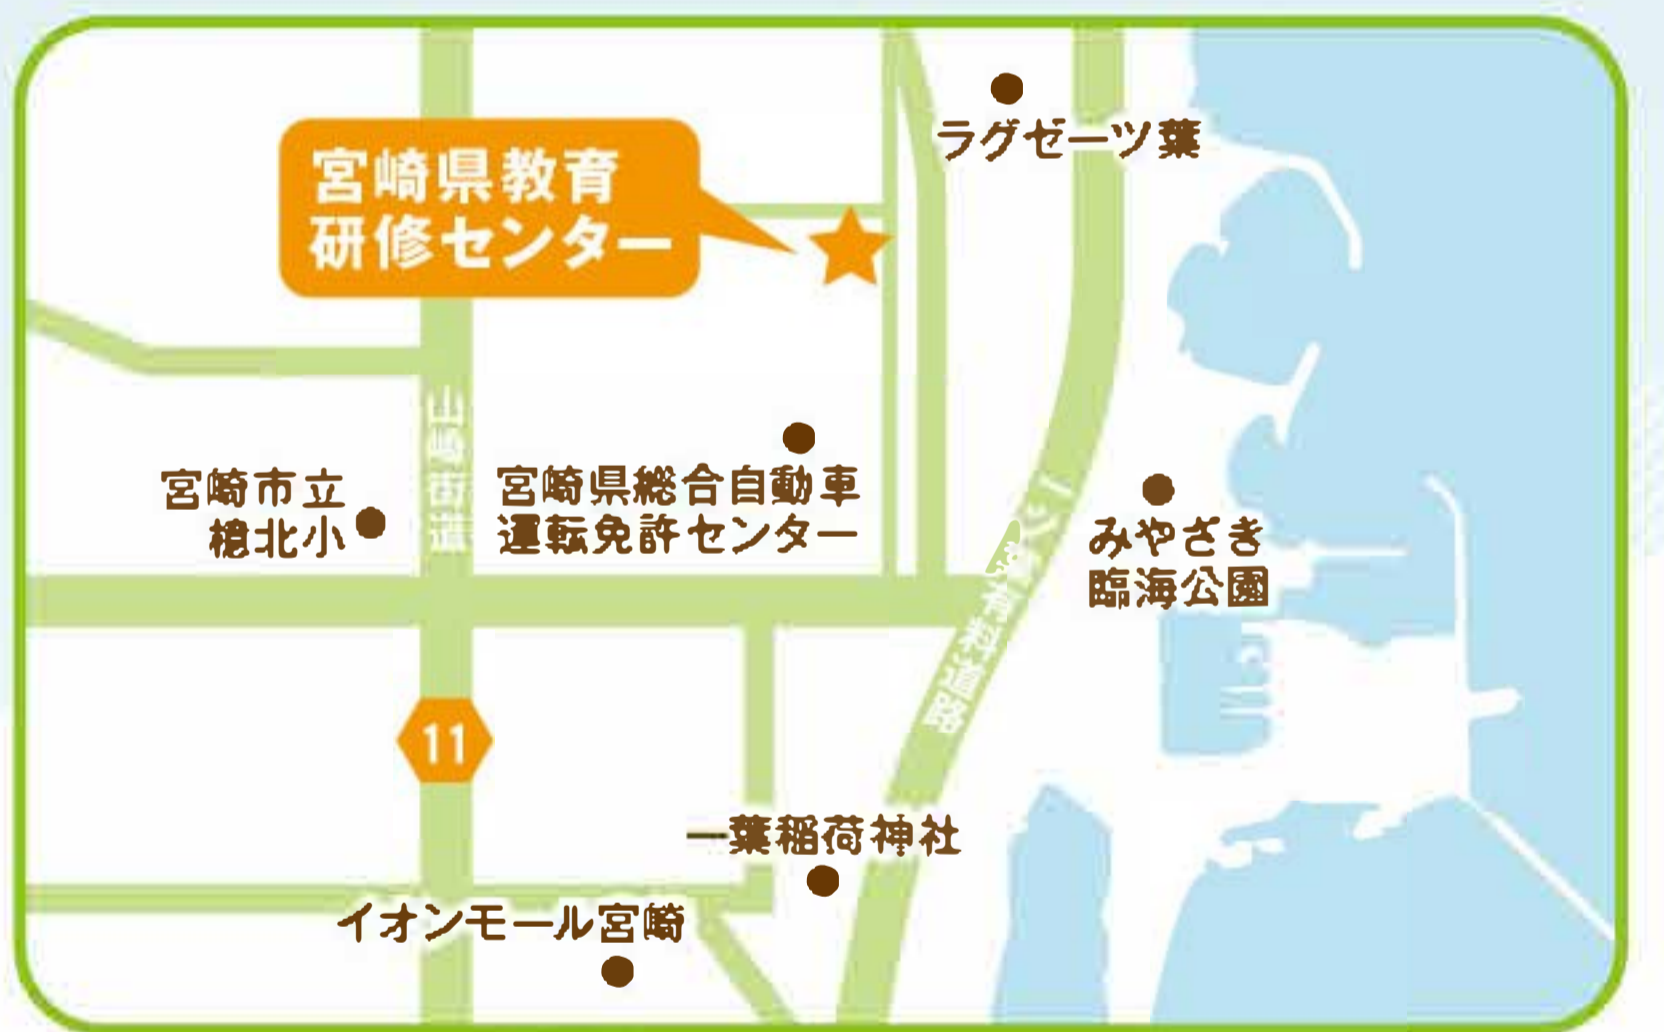 ラグゼーツ葉
宮崎県教育
研修センター
山崎街道
宮崎市立
檍北小
宮崎県総合自動車
運転免許センター
一ツ葉有料道路
みやざき
臨海公園
11
一葉稲荷神社
イオンモール宮崎